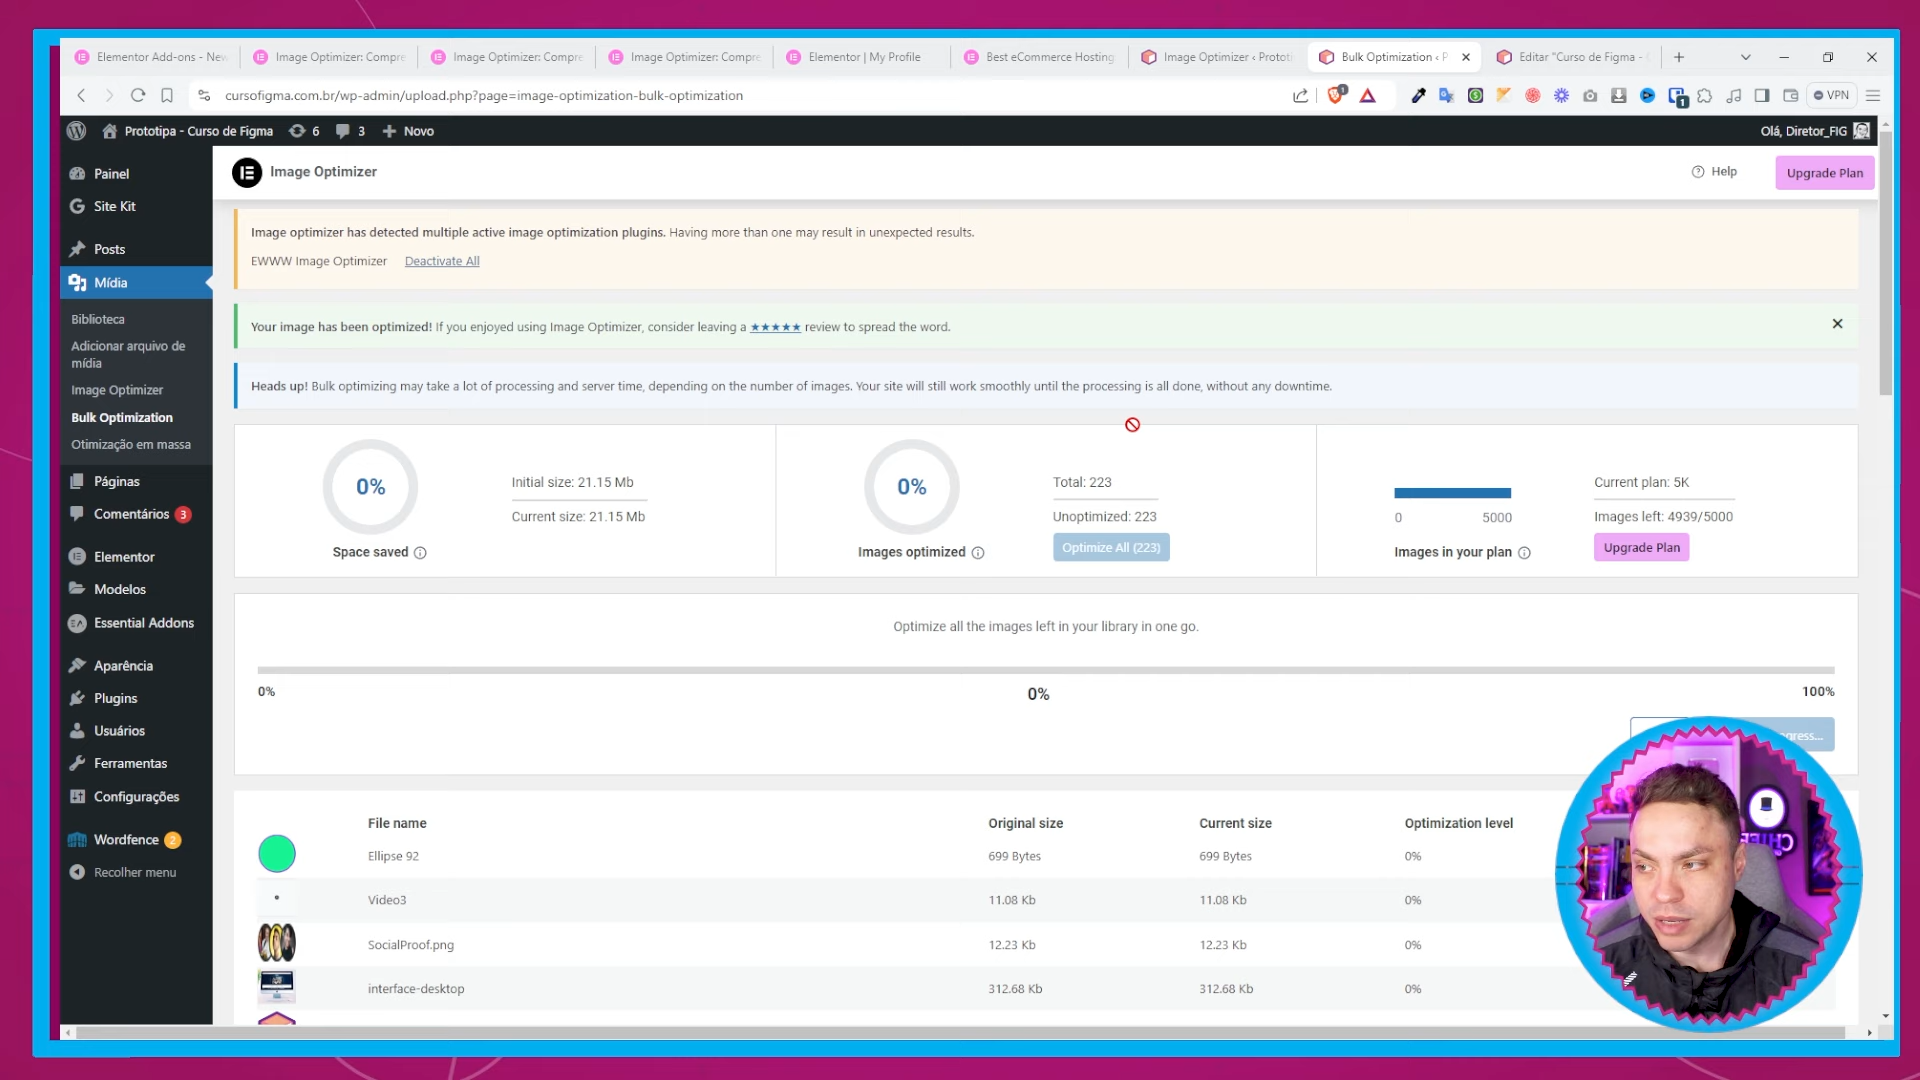 Elementor Add-ons - New
Image Optimizer: Compre
Image Optimizer: Compre
Image Optimizer: Compre
Elementor | My Profile
Best eCommerce Hosting
Image Optimizer ‹ Prototi
Bulk Optimization ‹ P
Editar "Curso de Figma -
cursofigma.com.br/wp-admin/upload.php?page=image-optimization-bulk-optimization
VPN
Prototipa - Curso de Figma
6
3
Novo
Olá, Diretor_FIG
Painel
Site Kit
Posts
Mídia
Biblioteca
Adicionar arquivo de
mídia
Image Optimizer
Bulk Optimization
Otimização em massa
Páginas
Comentários 3
Elementor
Modelos
Essential Addons
Aparência
Plugins
Usuários
Ferramentas
Configurações
Wordfence 2
Recolher menu
Image Optimizer
Help
Upgrade Plan
Image optimizer has detected multiple active image optimization plugins. Having more than one may result in unexpected results.
EWWW Image Optimizer Deactivate All
Your image has been optimized! If you enjoyed using Image Optimizer, consider leaving a ★★★★★ review to spread the word.
Heads up! Bulk optimizing may take a lot of processing and server time, depending on the number of images. Your site will still work smoothly until the processing is all done, without any downtime.
0%
Space saved
Initial size: 21.15 Mb
Current size: 21.15 Mb
0%
Images optimized
Total: 223
Unoptimized: 223
Optimize All (223)
0 5000
Images in your plan
Current plan: 5K
Images left: 4939/5000
Upgrade Plan
Optimize all the images left in your library in one go.
0% 0% 100%
File name Original size Current size Optimization level
Ellipse 92 699 Bytes 699 Bytes 0%
Video3 11.08 Kb 11.08 Kb 0%
SocialProof.png 12.23 Kb 12.23 Kb 0%
interface-desktop 312.68 Kb 312.68 Kb 0%